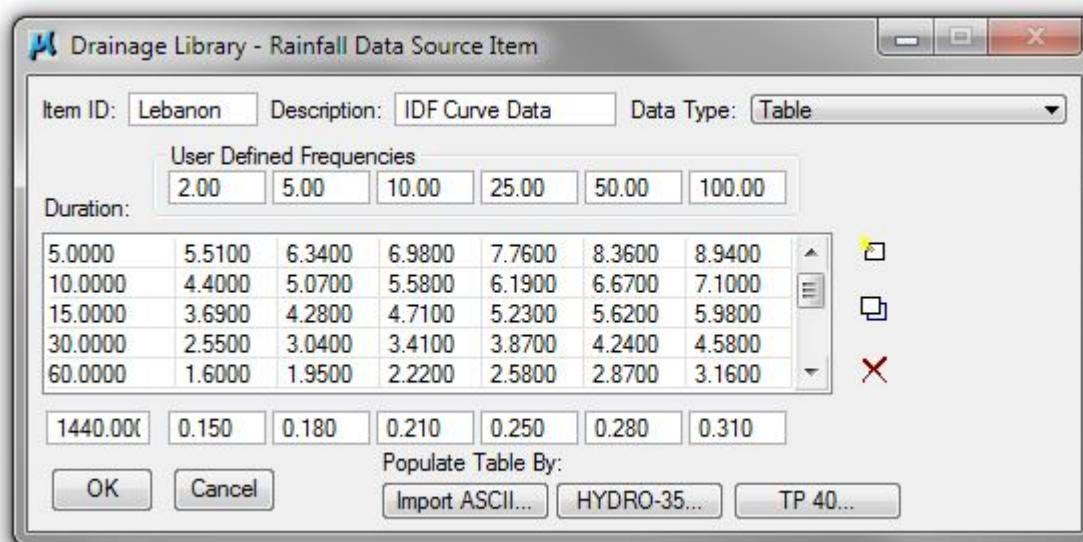 Drainage Library - Rainfall Data Source Item
Item ID: Lebanon Description: IDF Curve Data Data Type: Table
User Defined Frequencies
2.00 5.00 10.00 25.00 50.00 100.00
Duration:
5.0000 5.5100 6.3400 6.9800 7.7600 8.3600 8.9400
10.0000 4.4000 5.0700 5.5800 6.1900 6.6700 7.1000
15.0000 3.6900 4.2800 4.7100 5.2300 5.6200 5.9800
30.0000 2.5500 3.0400 3.4100 3.8700 4.2400 4.5800
60.0000 1.6000 1.9500 2.2200 2.5800 2.8700 3.1600
1440.00( 0.150 0.180 0.210 0.250 0.280 0.310
Populate Table By:
OK Cancel Import ASCII... HYDRO-35... TP 40...